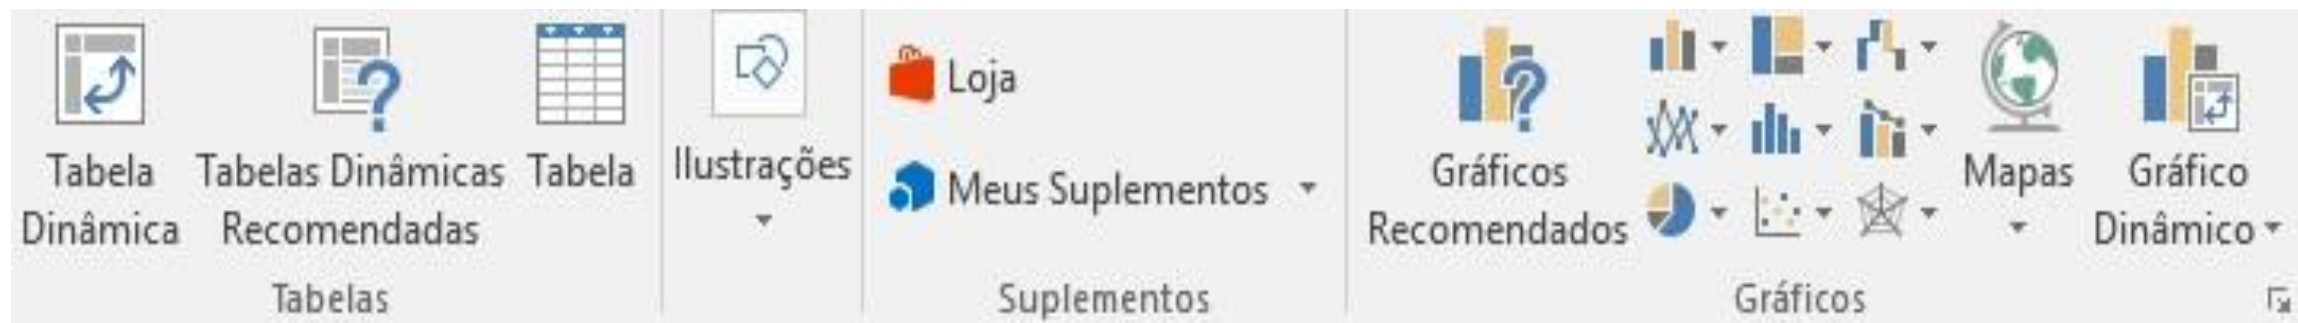 Tabela
Dinâmica
Tabelas Dinâmicas
Recomendadas
Tabela
Tabelas
Ilustrações
Loja
Meus Suplementos
Suplementos
Gráficos
Recomendados
Mapas
Gráfico
Dinâmico
Gráficos